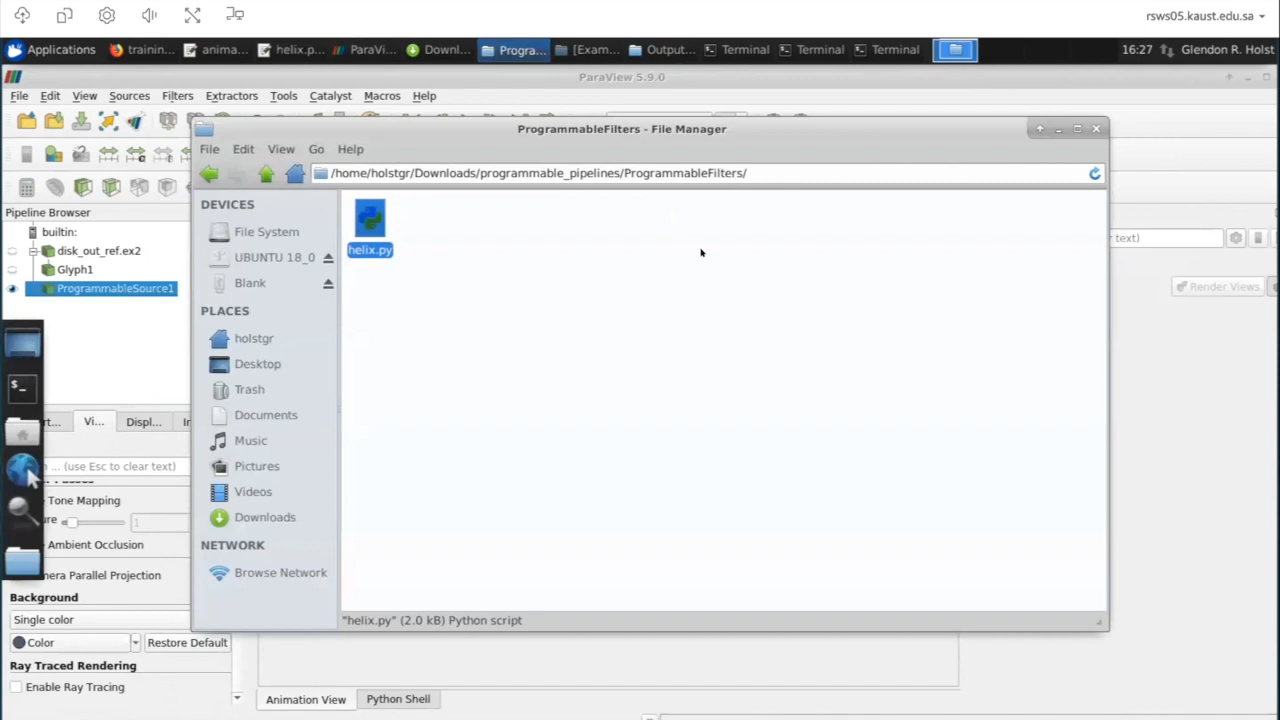 rsws05.kaust.edu.sa
Applications trainin... anima... helix.p... ParaVi... Downl... Progra... [Exam... Output... Terminal Terminal Terminal 16:27 Glendon R. Holst
ParaView 5.9.0
File Edit View Sources Filters Extractors Tools Catalyst Macros Help
ProgrammableFilters - File Manager
File Edit View Go Help
/home/holstgr/Downloads/programmable_pipelines/ProgrammableFilters/
Pipeline Browser
builtin:
disk_out_ref.ex2
Glyph1
ProgrammableSource1
DEVICES
File System
UBUNTU 18_0
Blank
PLACES
holstgr
Desktop
Trash
Documents
Music
Pictures
Videos
Downloads
NETWORK
Browse Network
helix.py
"helix.py" (2.0 kB) Python script
text)
Render Views
rt... Vi... Displ... In
... (use Esc to clear text)
Tone Mapping
ure 1
Ambient Occlusion
mera Parallel Projection
Background
Single color
Color Restore Default
Ray Traced Rendering
Enable Ray Tracing
Animation View Python Shell